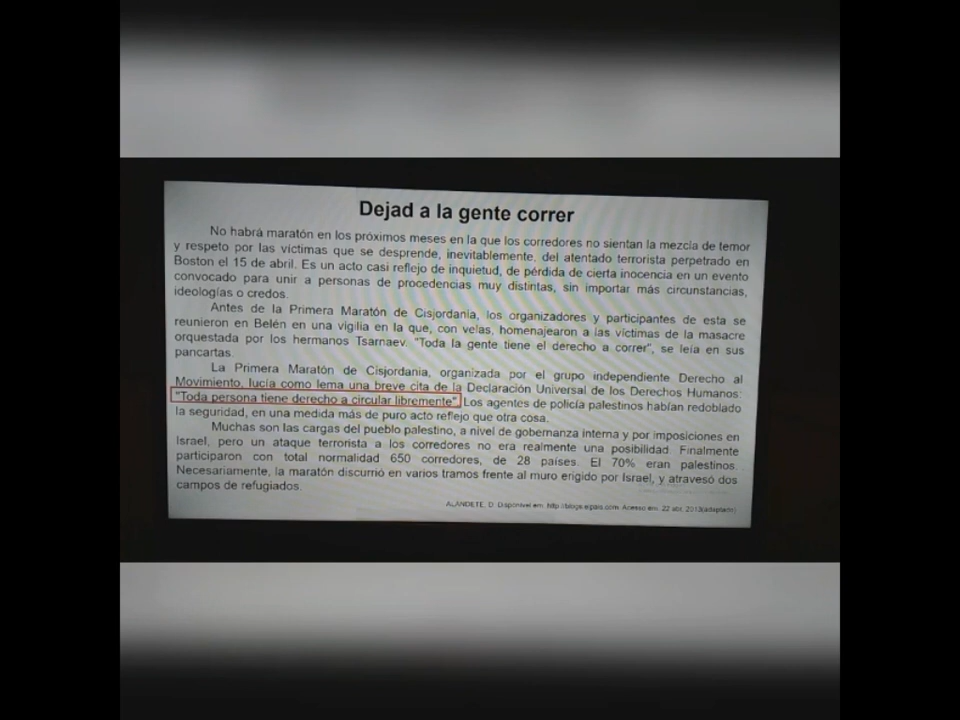 Dejad a la gente correr
No habrá maratón en los próximos meses en la que los corredores no sientan la mezcla de temor
y respeto por las víctimas que se desprende, inevitablemente, del atentado terrorista perpetrado en
Boston el 15 de abril. Es un acto casi reflejo de inquietud, de pérdida de cierta inocencia en un evento
convocado para unir a personas de procedencias muy distintas, sin importar más circunstancias,
ideologías o credos.
Antes de la Primera Maratón de Cisjordania, los organizadores y participantes de esta se
reunieron en Belén en una vigilia en la que, con velas, homenajearon a las víctimas de la masacre
orquestada por los hermanos Tsarnaev. "Toda la gente tiene el derecho a correr", se leía en sus
pancartas.
La Primera Maratón de Cisjordania, organizada por el grupo independiente Derecho al
Movimiento, lucía como lema una breve cita de la Declaración Universal de los Derechos Humanos:
"Toda persona tiene derecho a circular libremente". Los agentes de policía palestinos habían redoblado
la seguridad, en una medida más de puro acto reflejo que otra cosa.
Muchas son las cargas del pueblo palestino, a nivel de gobernanza interna y por imposiciones en
Israel, pero un ataque terrorista a los corredores no era realmente una posibilidad. Finalmente
participaron con total normalidad 650 corredores, de 28 países. El 70% eran palestinos.
Necesariamente, la maratón discurrió en varios tramos frente al muro erigido por Israel, y atravesó dos
campos de refugiados.
ALANDETE, D. Disponível em: http://blogs.elpais.com. Acesso em: 22 abr. 2013(adaptado)